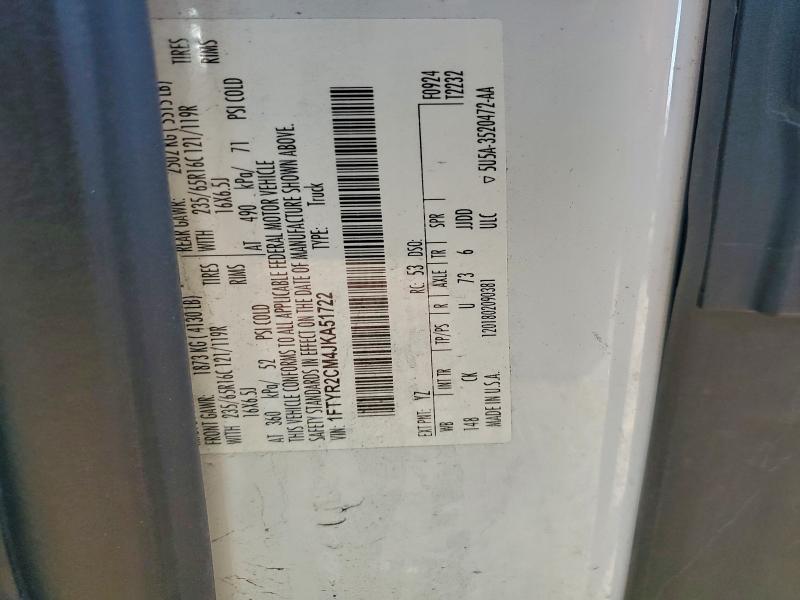 FRONT GAWR: 1873 KG ( 4130 LB) REAR GAWR: 2502 KG ( 5515 LB)
WITH 235/65R16C 121/119R TIRES WITH 235/65R16C 121/119R TIRES
16X6.5J RIMS 16X6.5J RIMS
AT 360 kPa/ 52 PSI COLD AT 490 kPa/ 71 PSI COLD
THIS VEHICLE CONFORMS TO ALL APPLICABLE FEDERAL MOTOR VEHICLE
SAFETY STANDARDS IN EFFECT ON THE DATE OF MANUFACTURE SHOWN ABOVE.
VIN: 1FTYR2CM4JKA51722 TYPE: Truck
F0924
T2232
EXT PNT: YZ RC: 53 DSO:
WB INT TR TP/PS R AXLE TR SPR
148 CK U 73 6 JJDD
MADE IN U.S.A. 1201802090381 ULC
▽ 5U5A-3520472-AA